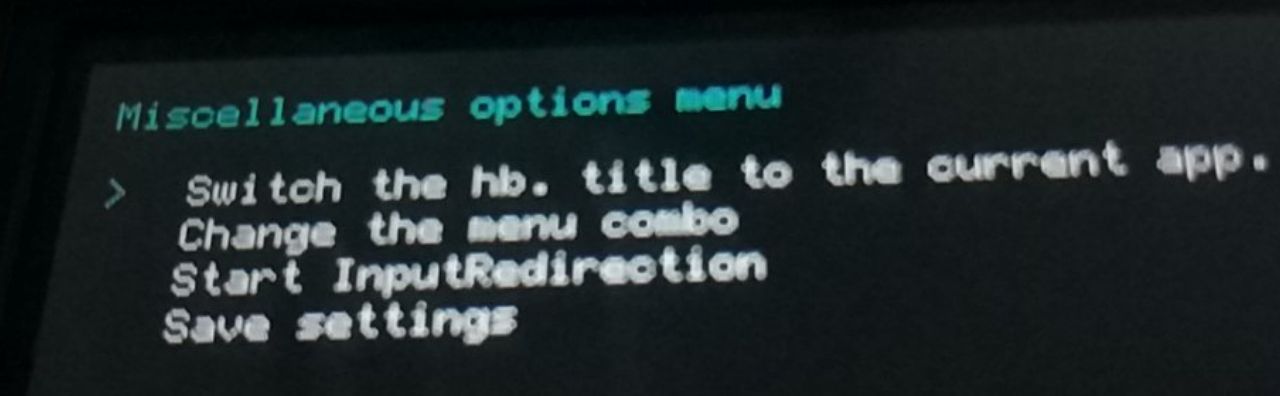 Miscellaneous options menu
> Switch the hb. title to the current app.
Change the menu combo
Start InputRedirection
Save settings